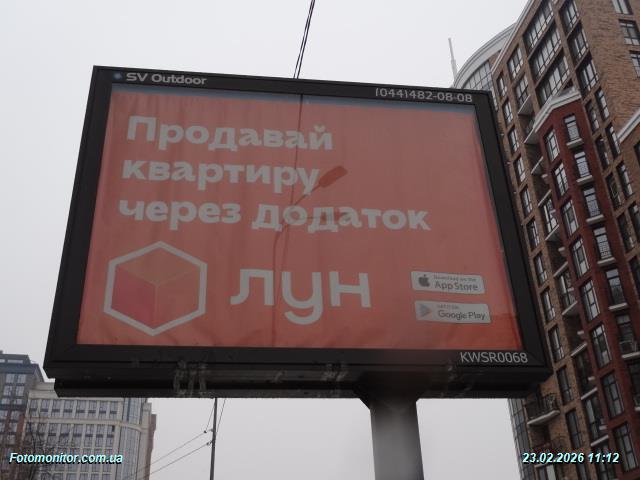 SV Outdoor
(044)482-08-08
Продавай
квартиру
через додаток
лун
Download on the
App Store
GET IT ON
Google Play
KWSR0068
Fotomonitor.com.ua
23.02.2026 11:12